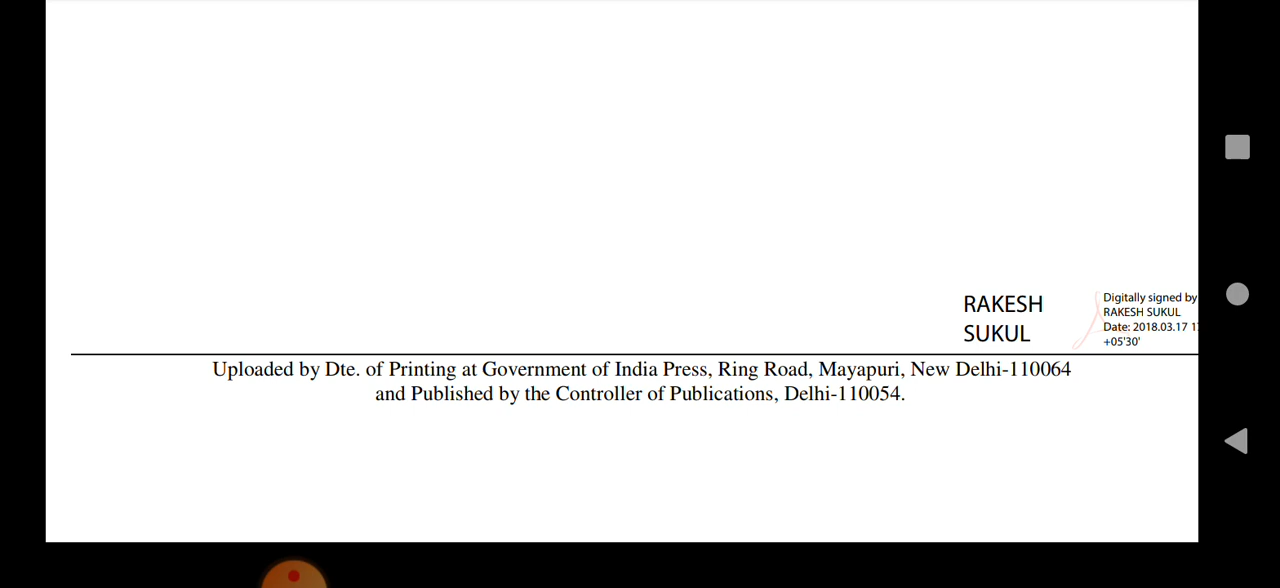 RAKESH
SUKUL
Digitally signed by
RAKESH SUKUL
Date: 2018.03.17
+05'30'
Uploaded by Dte. of Printing at Government of India Press, Ring Road, Mayapuri, New Delhi-110064
and Published by the Controller of Publications, Delhi-110054.